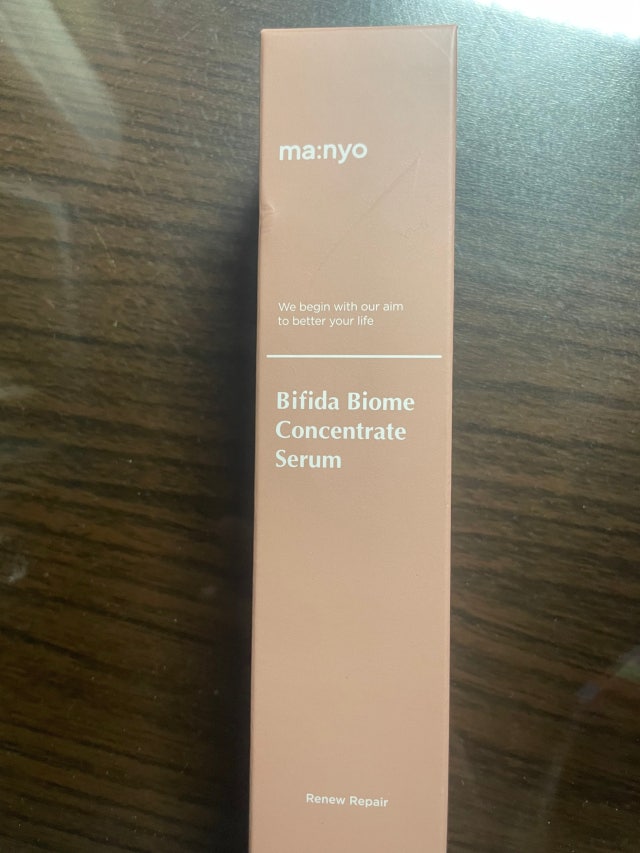 ma:nyo
We begin with our aim
to better your life
Bifida Biome
Concentrate
Serum
Renew Repair